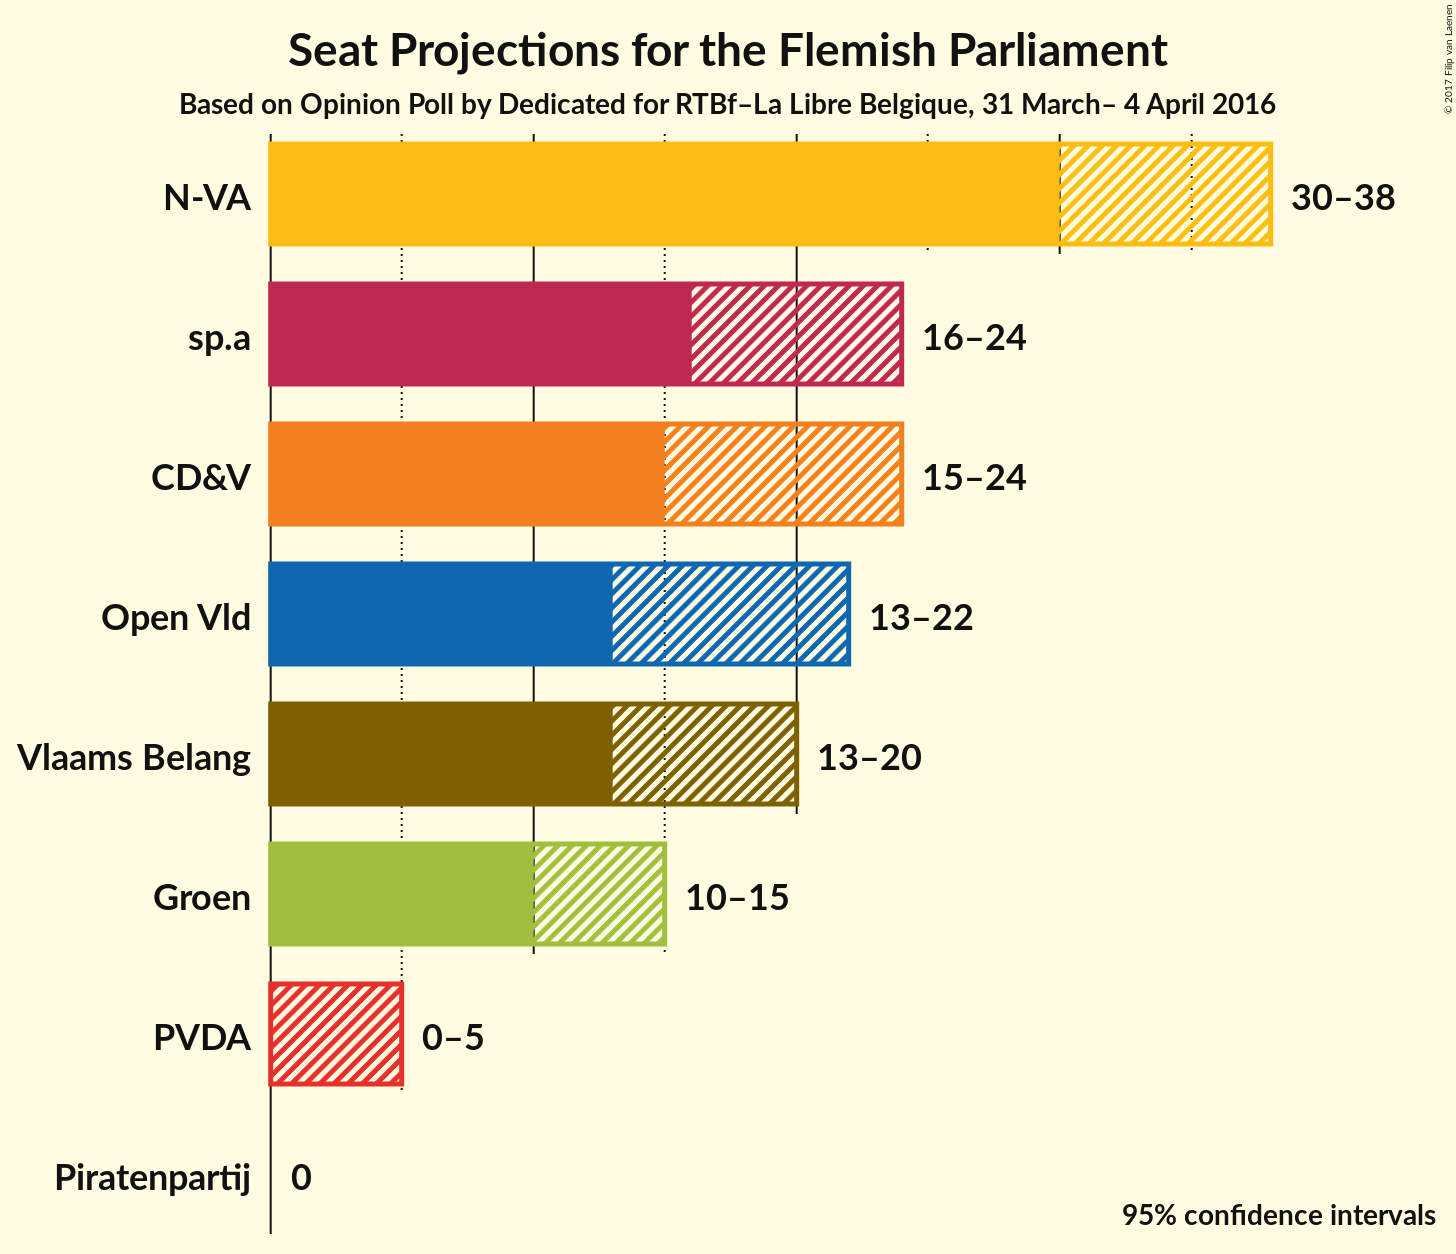 Seat Projections for the Flemish Parliament
Based on Opinion Poll by Dedicated for RTBf–La Libre Belgique, 31 March– 4 April 2016
© 2017 Filip van Laenen
N-VA 30–38
sp.a 16–24
CD&V 15–24
Open Vld 13–22
Vlaams Belang 13–20
Groen 10–15
PVDA 0–5
Piratenpartij 0
95% confidence intervals